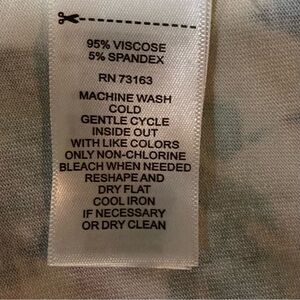 95% VISCOSE
5% SPANDEX
RN 73163
MACHINE WASH
COLD
GENTLE CYCLE
INSIDE OUT
WITH LIKE COLORS
ONLY NON-CHLORINE
BLEACH WHEN NEEDED
RESHAPE AND
DRY FLAT
COOL IRON
IF NECESSARY
OR DRY CLEAN